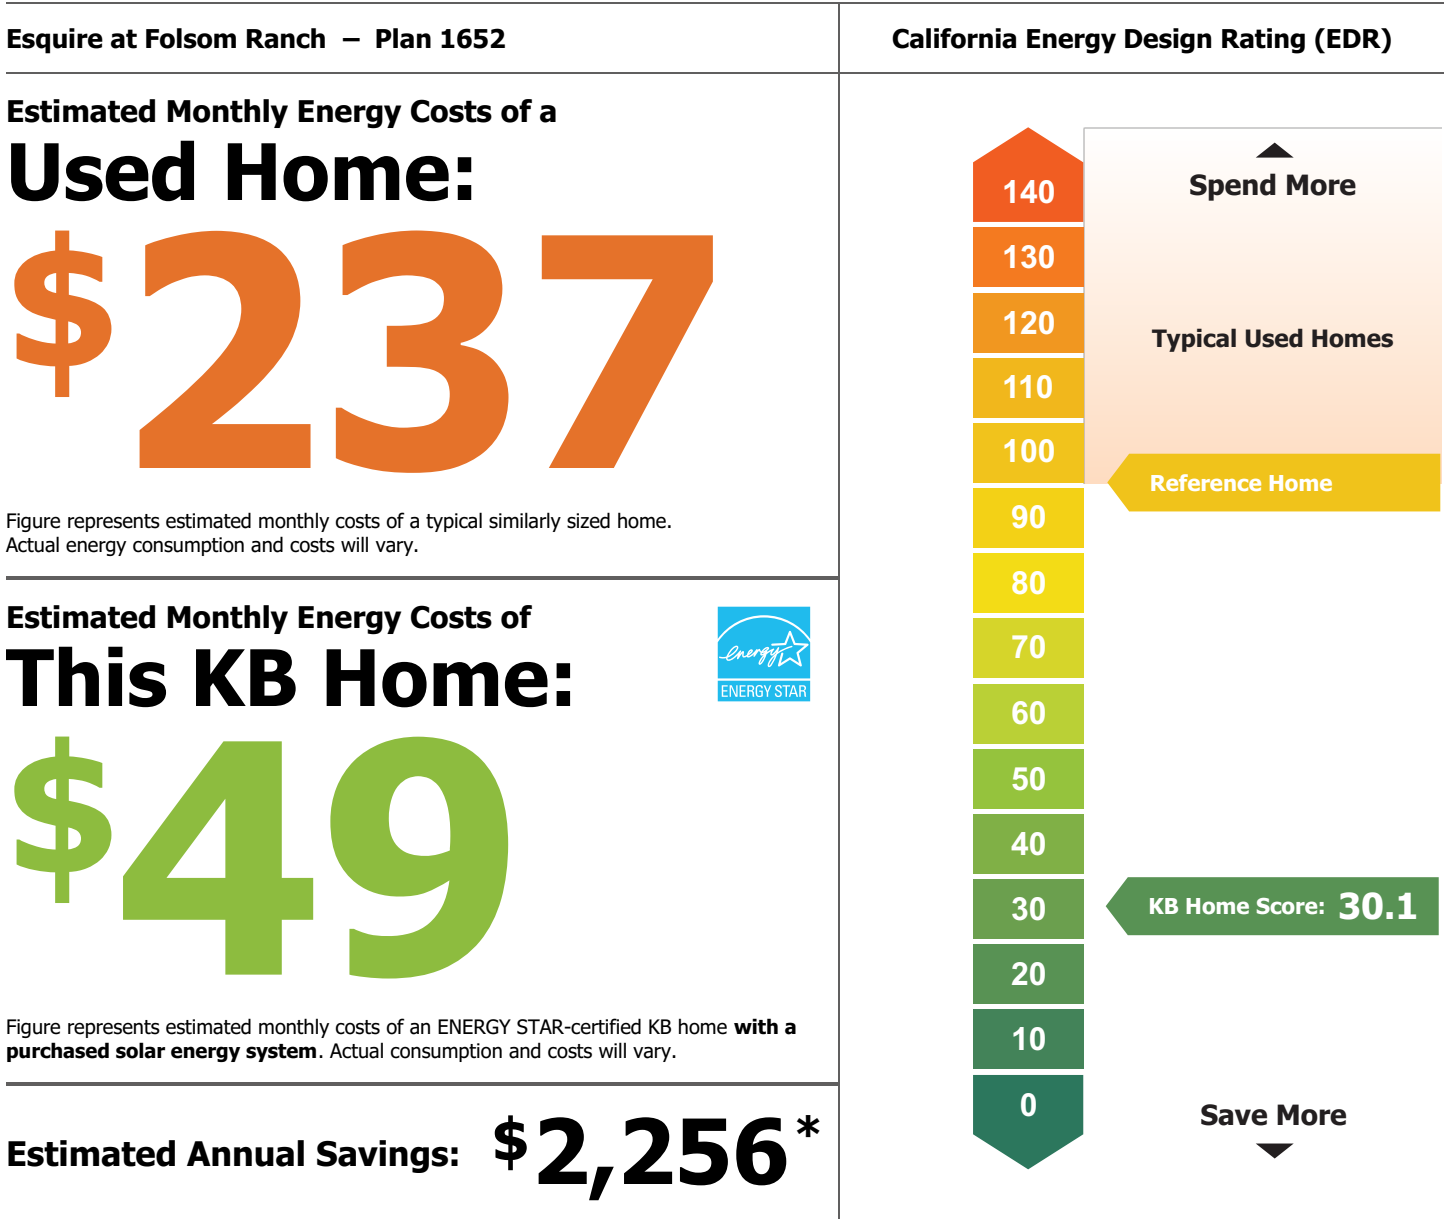 Esquire at Folsom Ranch – Plan 1652
Estimated Monthly Energy Costs of a
Used Home:
$237
Figure represents estimated monthly costs of a typical similarly sized home.
Actual energy consumption and costs will vary.
Estimated Monthly Energy Costs of
This KB Home:
energy
ENERGY STAR
$49
Figure represents estimated monthly costs of an ENERGY STAR-certified KB home with a
purchased solar energy system. Actual consumption and costs will vary.
Estimated Annual Savings: $2,256*
California Energy Design Rating (EDR)
140
Spend More
130
120
Typical Used Homes
110
100
Reference Home
90
80
70
60
50
40
30
KB Home Score: 30.1
20
10
0
Save More